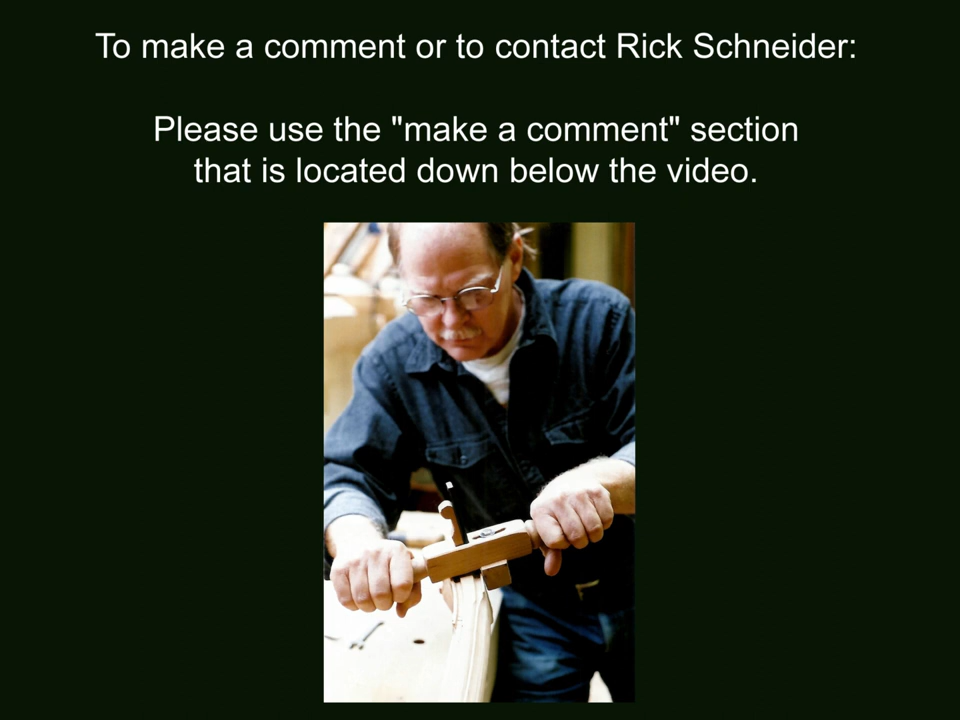 To make a comment or to contact Rick Schneider:
Please use the "make a comment" section
that is located down below the video.